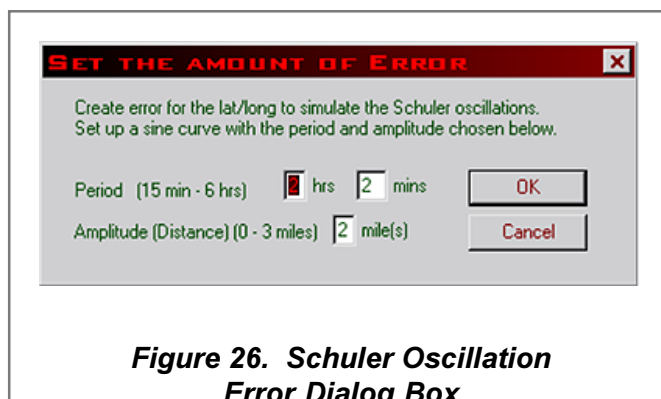 SET THE AMOUNT OF ERROR
Create error for the lat/long to simulate the Schuler oscillations.
Set up a sine curve with the period and amplitude chosen below.
Period (15 min - 6 hrs) 2 hrs 2 mins OK
Amplitude (Distance) (0 - 3 miles) 2 mile(s) Cancel
Figure 26. Schuler Oscillation
Error Dialog Box